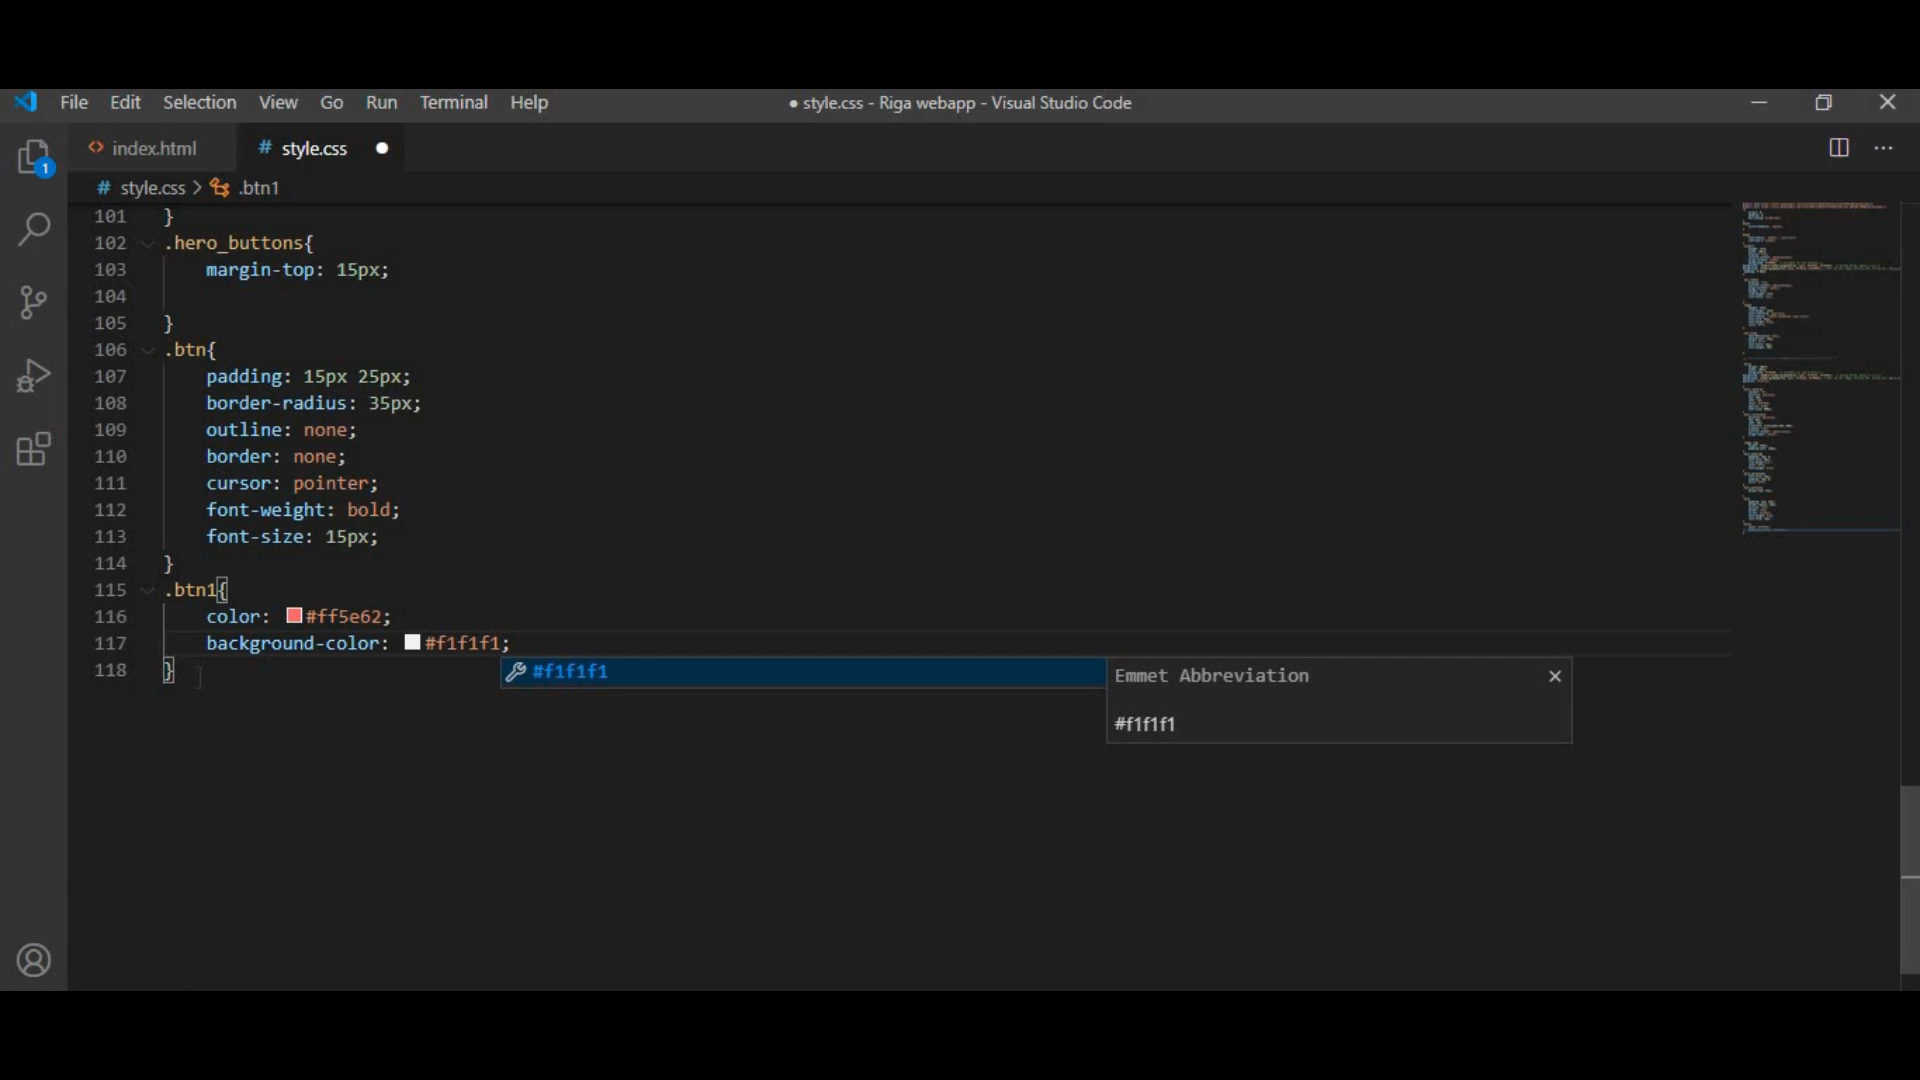 File Edit Selection View Go Run Terminal Help
● style.css - Riga webapp - Visual Studio Code
1
<> index.html
# style.css ●
# style.css > .btn1
101 }
102 .hero_buttons{
103 margin-top: 15px;
104
105 }
106 .btn{
107 padding: 15px 25px;
108 border-radius: 35px;
109 outline: none;
110 border: none;
111 cursor: pointer;
112 font-weight: bold;
113 font-size: 15px;
114 }
115 .btn1{
116 color: #ff5e62;
117 background-color: #f1f1f1;
118 }
#f1f1f1
Emmet Abbreviation
#f1f1f1